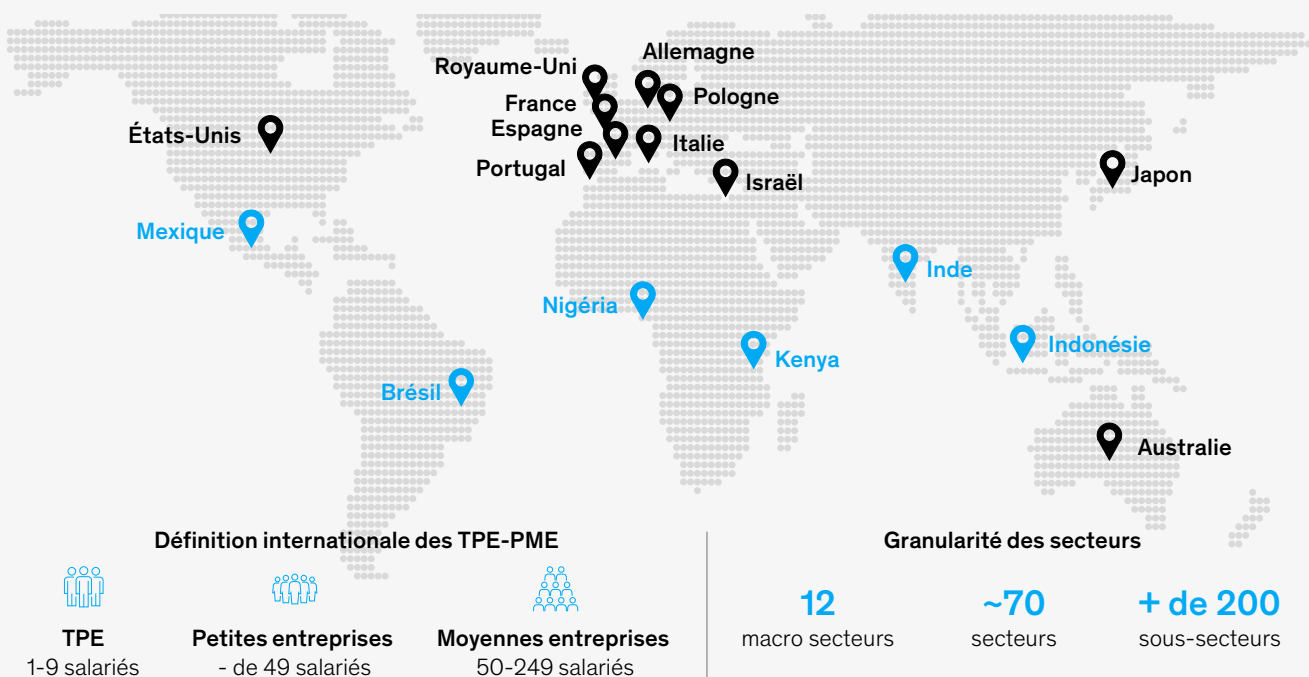 Allemagne
Royaume-Uni
Pologne
France
États-Unis
Espagne
Italie
Portugal
Israël
Japon
Mexique
Inde
Nigéria
Indonésie
Kenya
Brésil
Australie
Définition internationale des TPE-PME
TPE
1-9 salariés
Petites entreprises
- de 49 salariés
Moyennes entreprises
50-249 salariés
Granularité des secteurs
12
macro secteurs
~70
secteurs
+ de 200
sous-secteurs